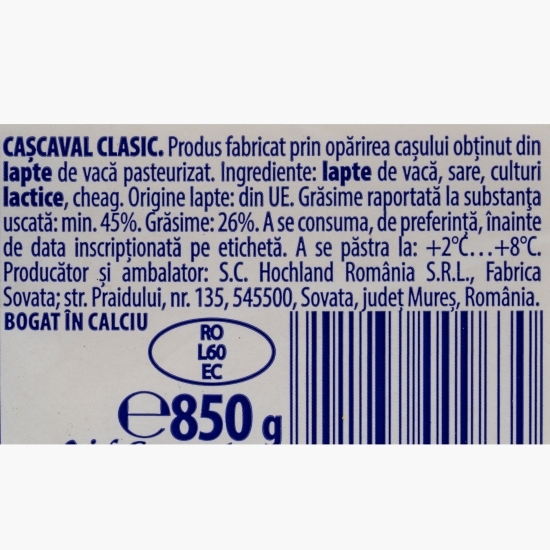 CAȘCAVAL CLASIC. Produs fabricat prin opărirea cașului obținut din
lapte de vacă pasteurizat. Ingrediente: lapte de vacă, sare, culturi
lactice, cheag. Origine lapte: din UE. Grăsime raportată la substanța
uscată: min. 45%. Grăsime: 26%. A se consuma, de preferință, înainte
de data inscripționată pe etichetă. A se păstra la: +2°C...+8°C.
Producător și ambalator: S.C. Hochland România S.R.L., Fabrica
Sovata; str. Praidului, nr. 135, 545500, Sovata, județ Mureș, România.
BOGAT ÎN CALCIU
RO
L60
EC
℮850 g